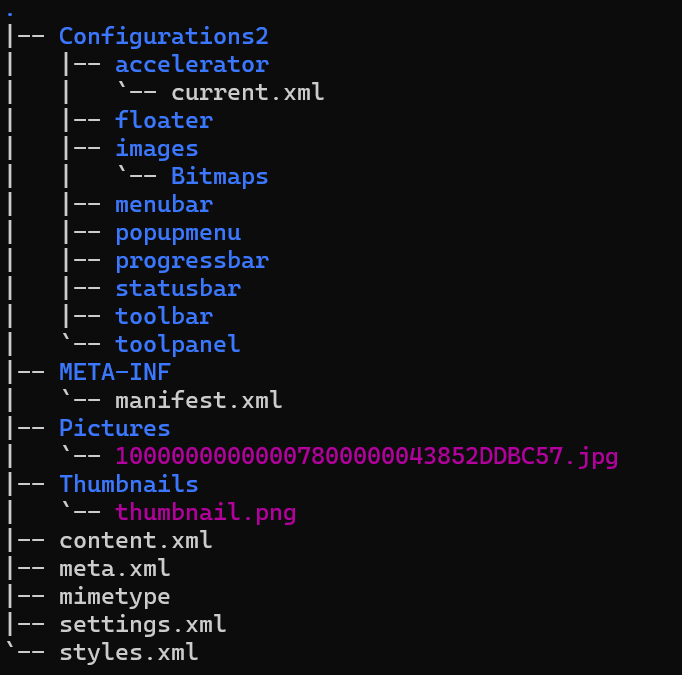 .
|-- Configurations2
|   |-- accelerator
|   |   `-- current.xml
|   |-- floater
|   |-- images
|   |   `-- Bitmaps
|   |-- menubar
|   |-- popupmenu
|   |-- progressbar
|   |-- statusbar
|   |-- toolbar
|   `-- toolpanel
|-- META-INF
|   `-- manifest.xml
|-- Pictures
|   `-- 10000000000007800000043852DDBC57.jpg
|-- Thumbnails
|   `-- thumbnail.png
|-- content.xml
|-- meta.xml
|-- mimetype
|-- settings.xml
`-- styles.xml